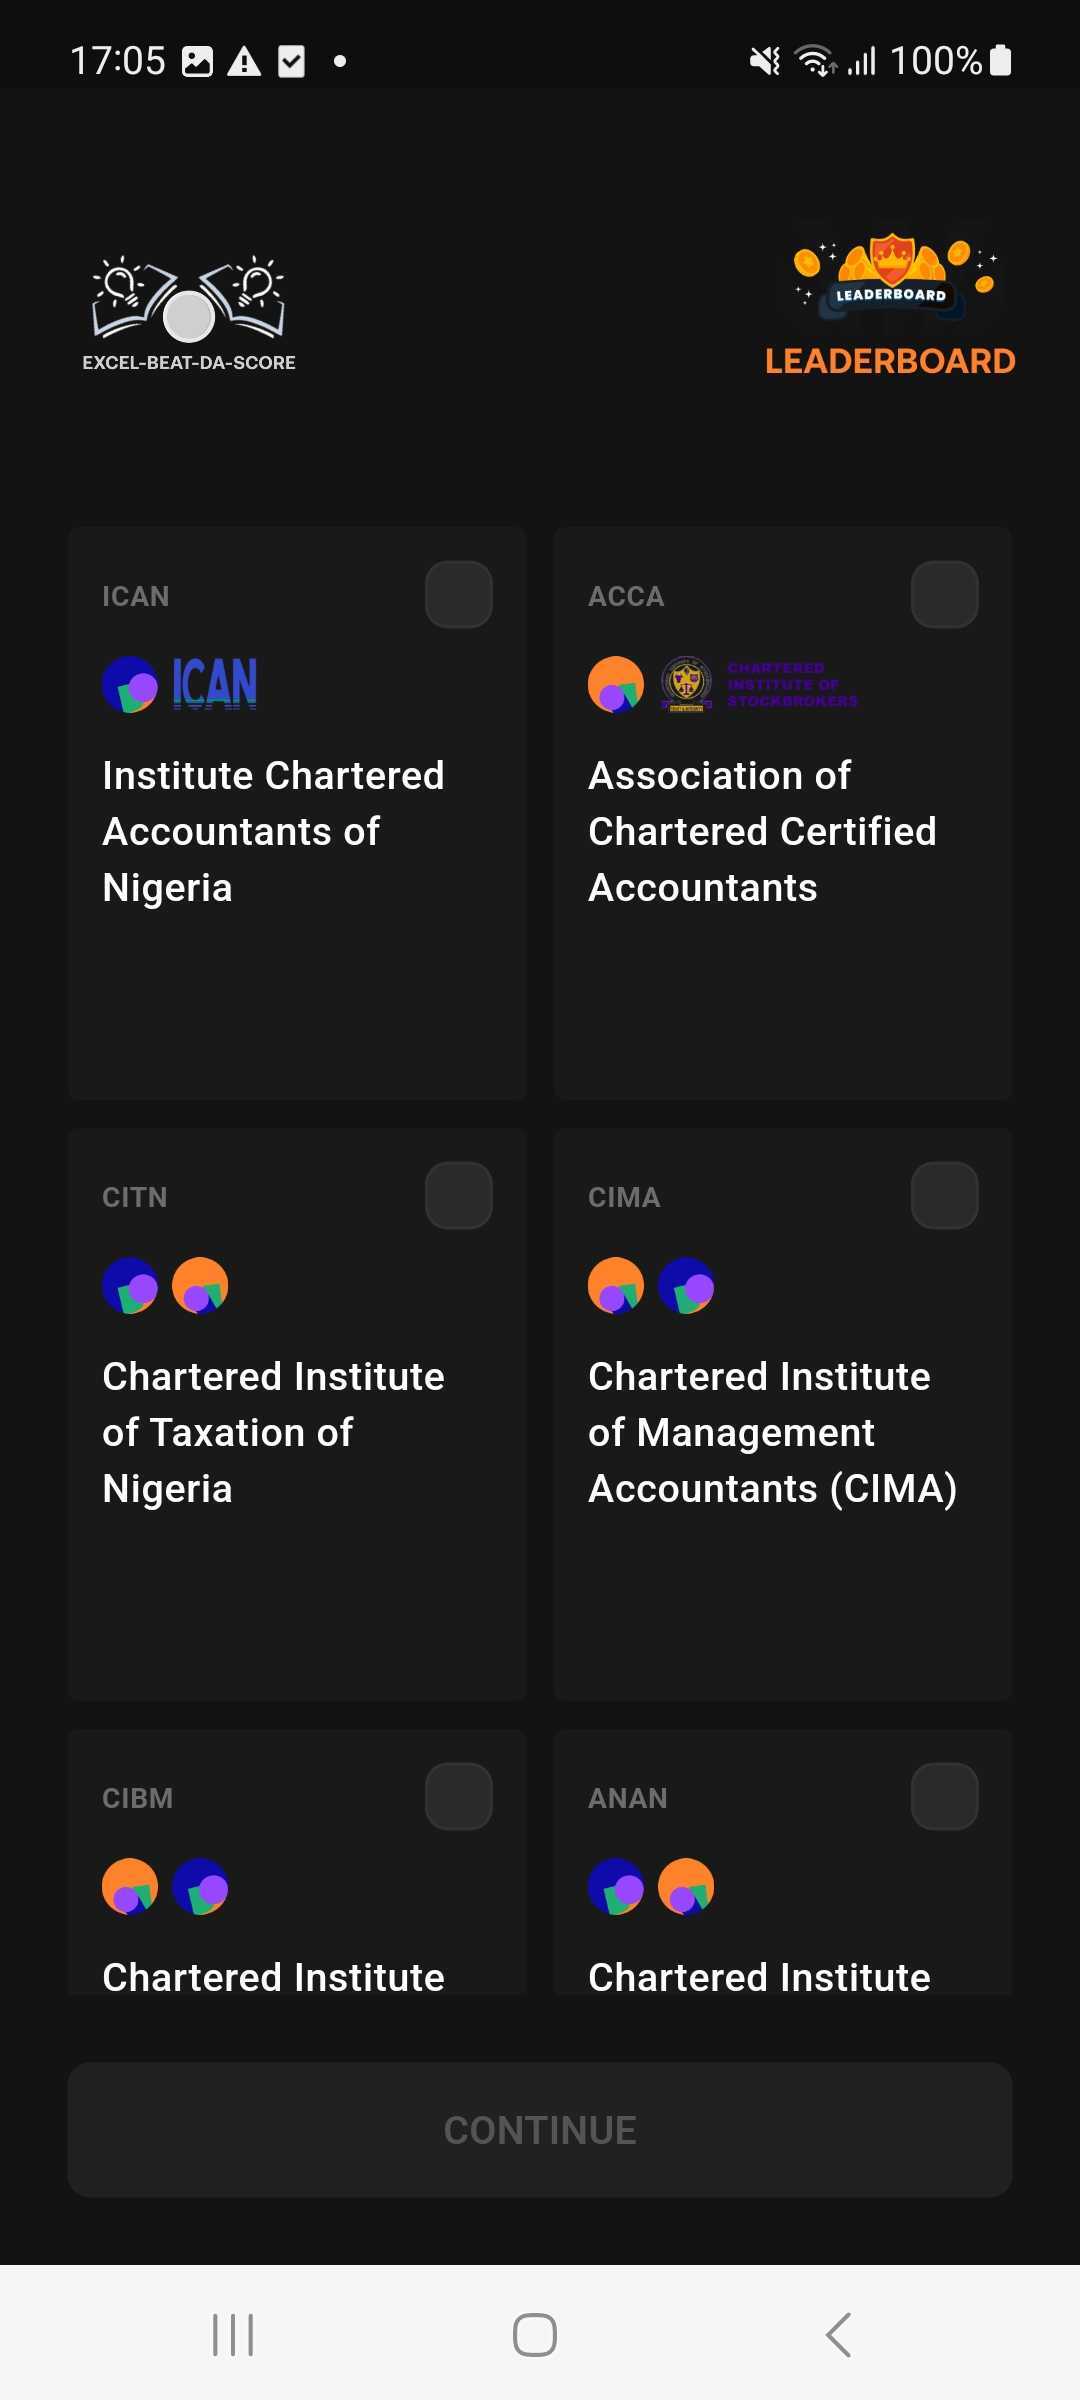 17:05
100%
EXCEL-BEAT-DA-SCORE
LEADERBOARD
LEADERBOARD
ICAN
ICAN
Institute Chartered
Accountants of
Nigeria
ACCA
CHARTERED
INSTITUTE OF
STOCKBROKERS
Association of
Chartered Certified
Accountants
CITN
Chartered Institute
of Taxation of
Nigeria
CIMA
Chartered Institute
of Management
Accountants (CIMA)
CIBM
Chartered Institute
ANAN
Chartered Institute
CONTINUE